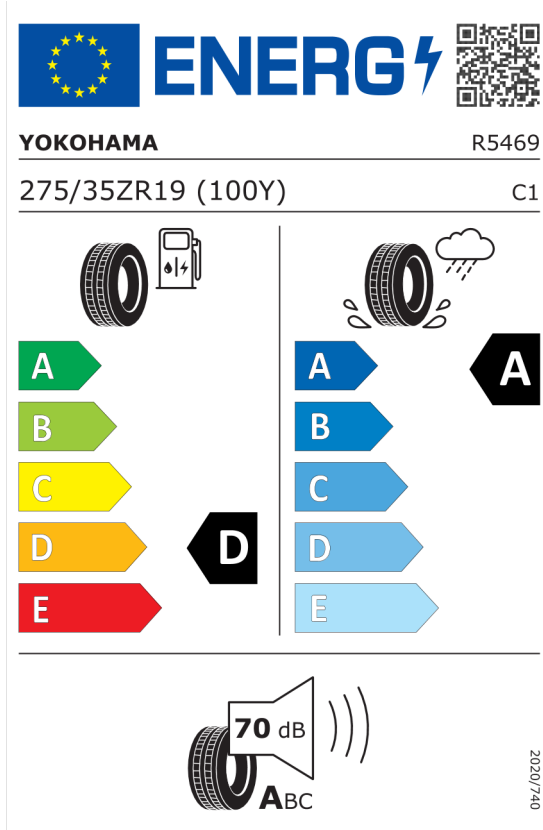 ENERG
YOKOHAMA R5469
275/35ZR19 (100Y) C1
A A A
B B
C C
D D D
E E
70 dB
ABC
2020/740